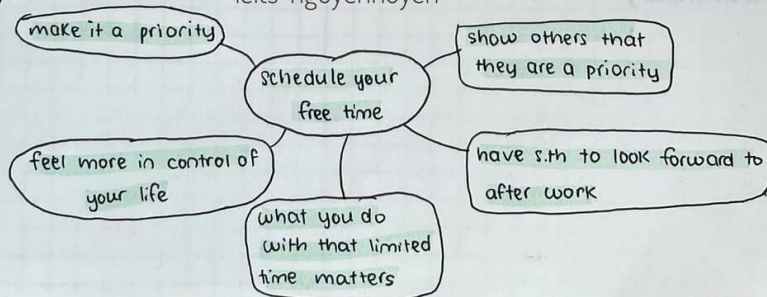 make it a priority
show others that
they are a priority
schedule your
free time
feel more in control of
your life
have s.th to look forward to
after work
what you do
with that limited
time matters